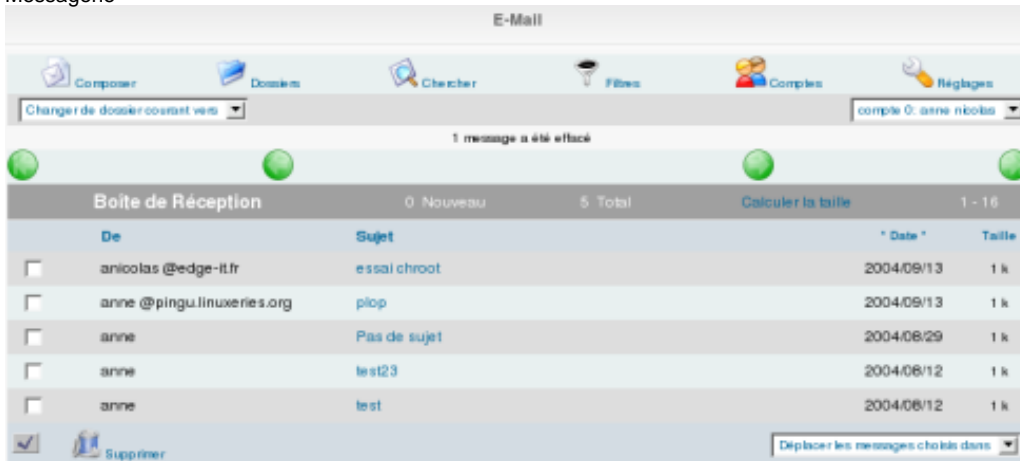 Messagerie
E-Mail
Composer Dossiers Chercher Filtres Comptes Réglages
Changer de dossier courant vers compte 0: anne nicolas
1 message a été effacé
Boite de Réception 0 Nouveau 5 Total Calculer la taille 1 - 16
De Sujet * Date * Taille
anicolas @edge-it.fr essai chroot 2004/09/13 1 k
anne @pingu.linuxeries.org plop 2004/09/13 1 k
anne Pas de sujet 2004/08/29 1 k
anne test23 2004/08/12 1 k
anne test 2004/08/12 1 k
Supprimer Déplacer les messages choisis dans